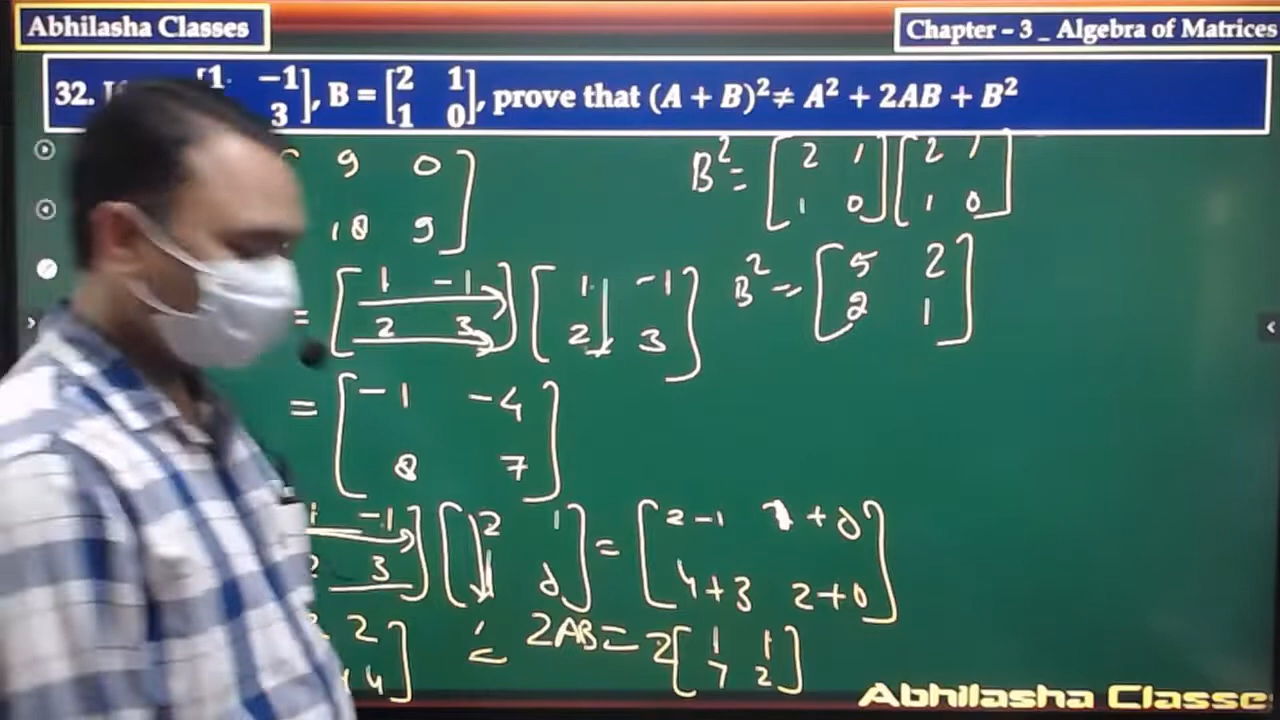 Abhilasha Classes
Chapter - 3 _ Algebra of Matrices
32. [1 -1 3], B = [2 1 1 0], prove that (A + B)² ≠ A² + 2AB + B²
9 0
18 9]
B² = [2 1 1 0] [2 1 1 0]
= [1 -1 2 3] [1 -1 2 3]
B² = [5 2 2 1]
= [-1 -4 8 7]
-1 3] [2 1 0] = [2-1 1+0 4+3 2+0]
2 4] 2AB = 2[1 1 7 2]
Abhilasha Classe